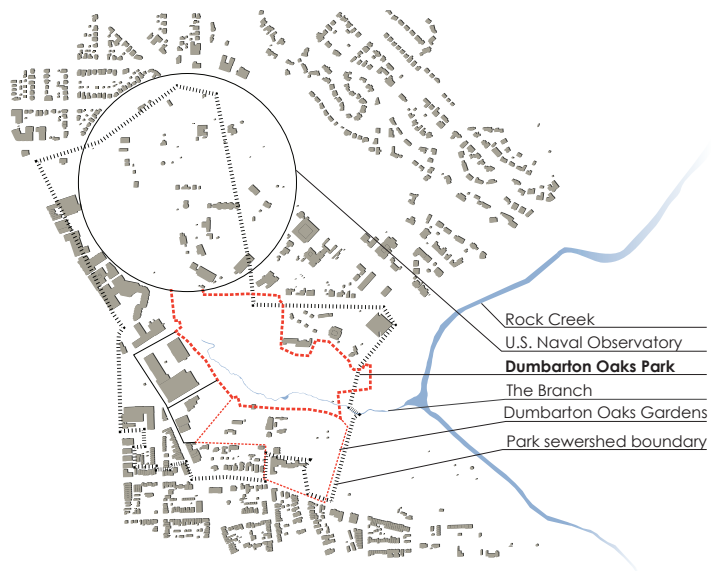 Rock Creek
U.S. Naval Observatory
Dumbarton Oaks Park
The Branch
Dumbarton Oaks Gardens
Park sewershed boundary